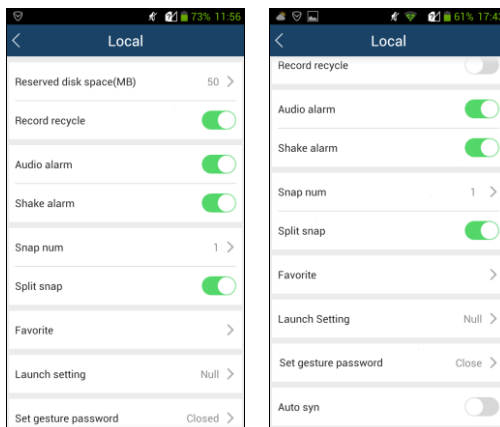 73% 11:56
Local
Reserved disk space(MB) 50
Record recycle
Audio alarm
Shake alarm
Snap num 1
Split snap
Favorite
Launch setting Null
Set gesture password Closed
61% 17:43
Local
Record recycle
Audio alarm
Shake alarm
Snap num 1
Split snap
Favorite
Launch Setting Null
Set gesture password Close
Auto syn